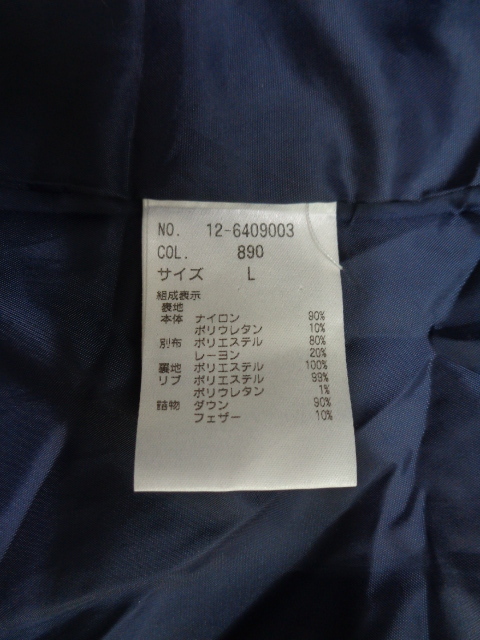 NO. 12-6409003
COL. 890
サイズ L
組成表示
表地
本体 ナイロン 90%
ポリウレタン 10%
別布 ポリエステル 80%
レーヨン 20%
裏地 ポリエステル 100%
リブ ポリエステル 99%
ポリウレタン 1%
詰物 ダウン 90%
フェザー 10%